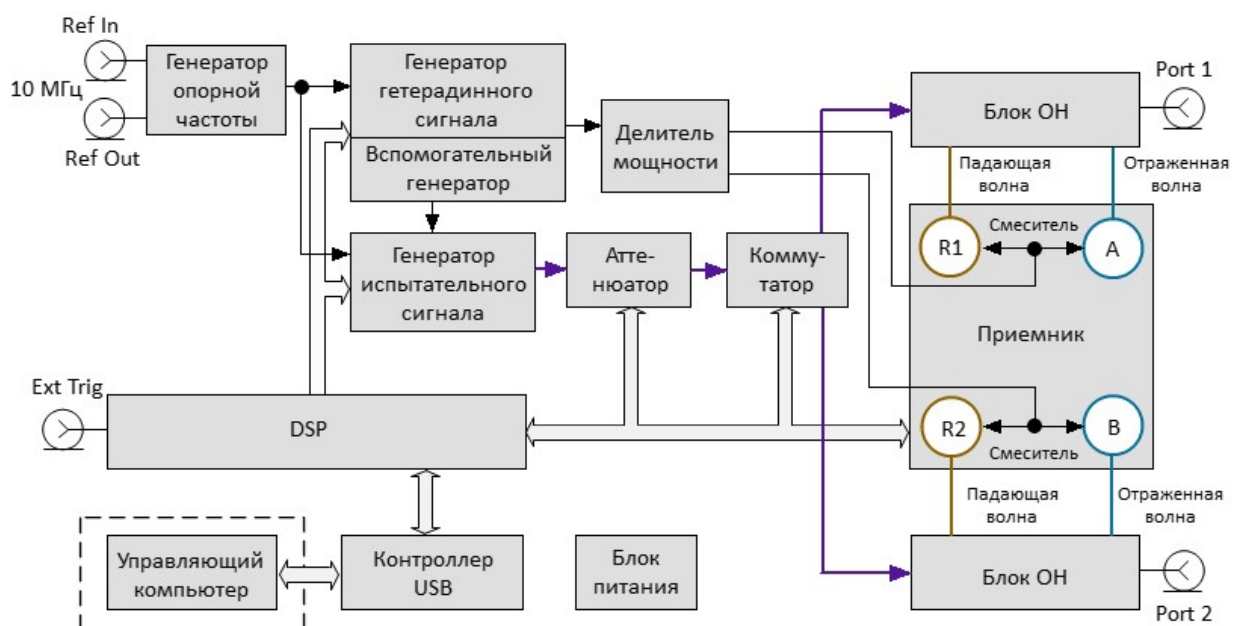 Ref In
10 МГц
Ref Out
Генератор
опорной
частоты
Генератор
гетерадинного
сигнала
Вспомогательный
генератор
Делитель
мощности
Блок ОН
Port 1
Падающая
волна
Отраженная
волна
Генератор
испытательного
сигнала
Атте-
нюатор
Комму-
татор
Смеситель
R1
A
Приемник
R2
B
Смеситель
Ext Trig
DSP
Падающая
волна
Отраженная
волна
Управляющий
компьютер
Контроллер
USB
Блок
питания
Блок ОН
Port 2